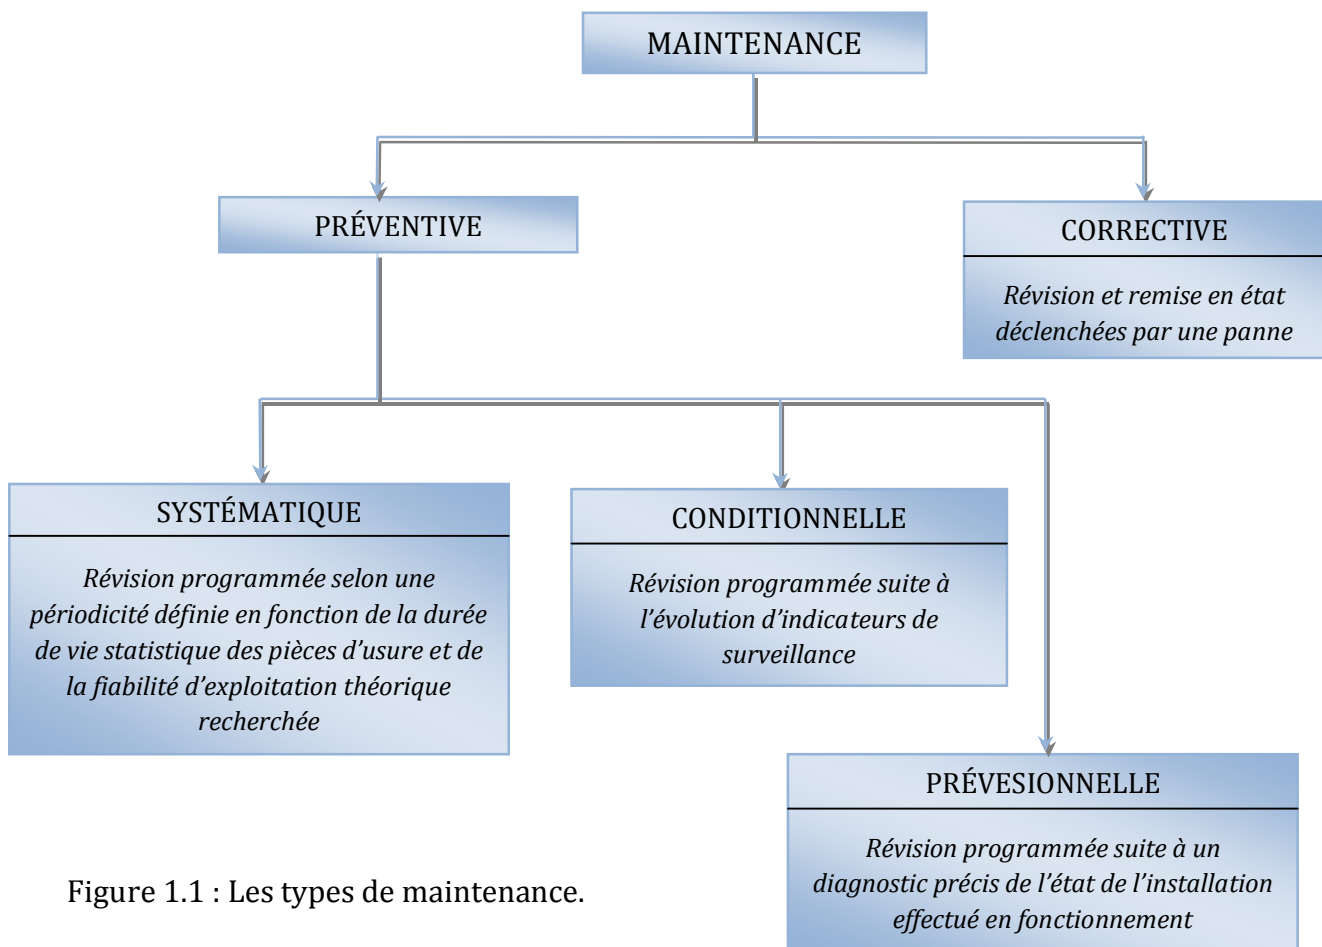 MAINTENANCE
PRÉVENTIVE
CORRECTIVE
Révision et remise en état
déclenchées par une panne
SYSTÉMATIQUE
Révision programmée selon une
périodicité définie en fonction de la durée
de vie statistique des pièces d’usure et de
la fiabilité d’exploitation théorique
recherchée
CONDITIONNELLE
Révision programmée suite à
l’évolution d’indicateurs de
surveillance
PRÉVESIONNELLE
Révision programmée suite à un
diagnostic précis de l’état de l’installation
effectué en fonctionnement
Figure 1.1 : Les types de maintenance.